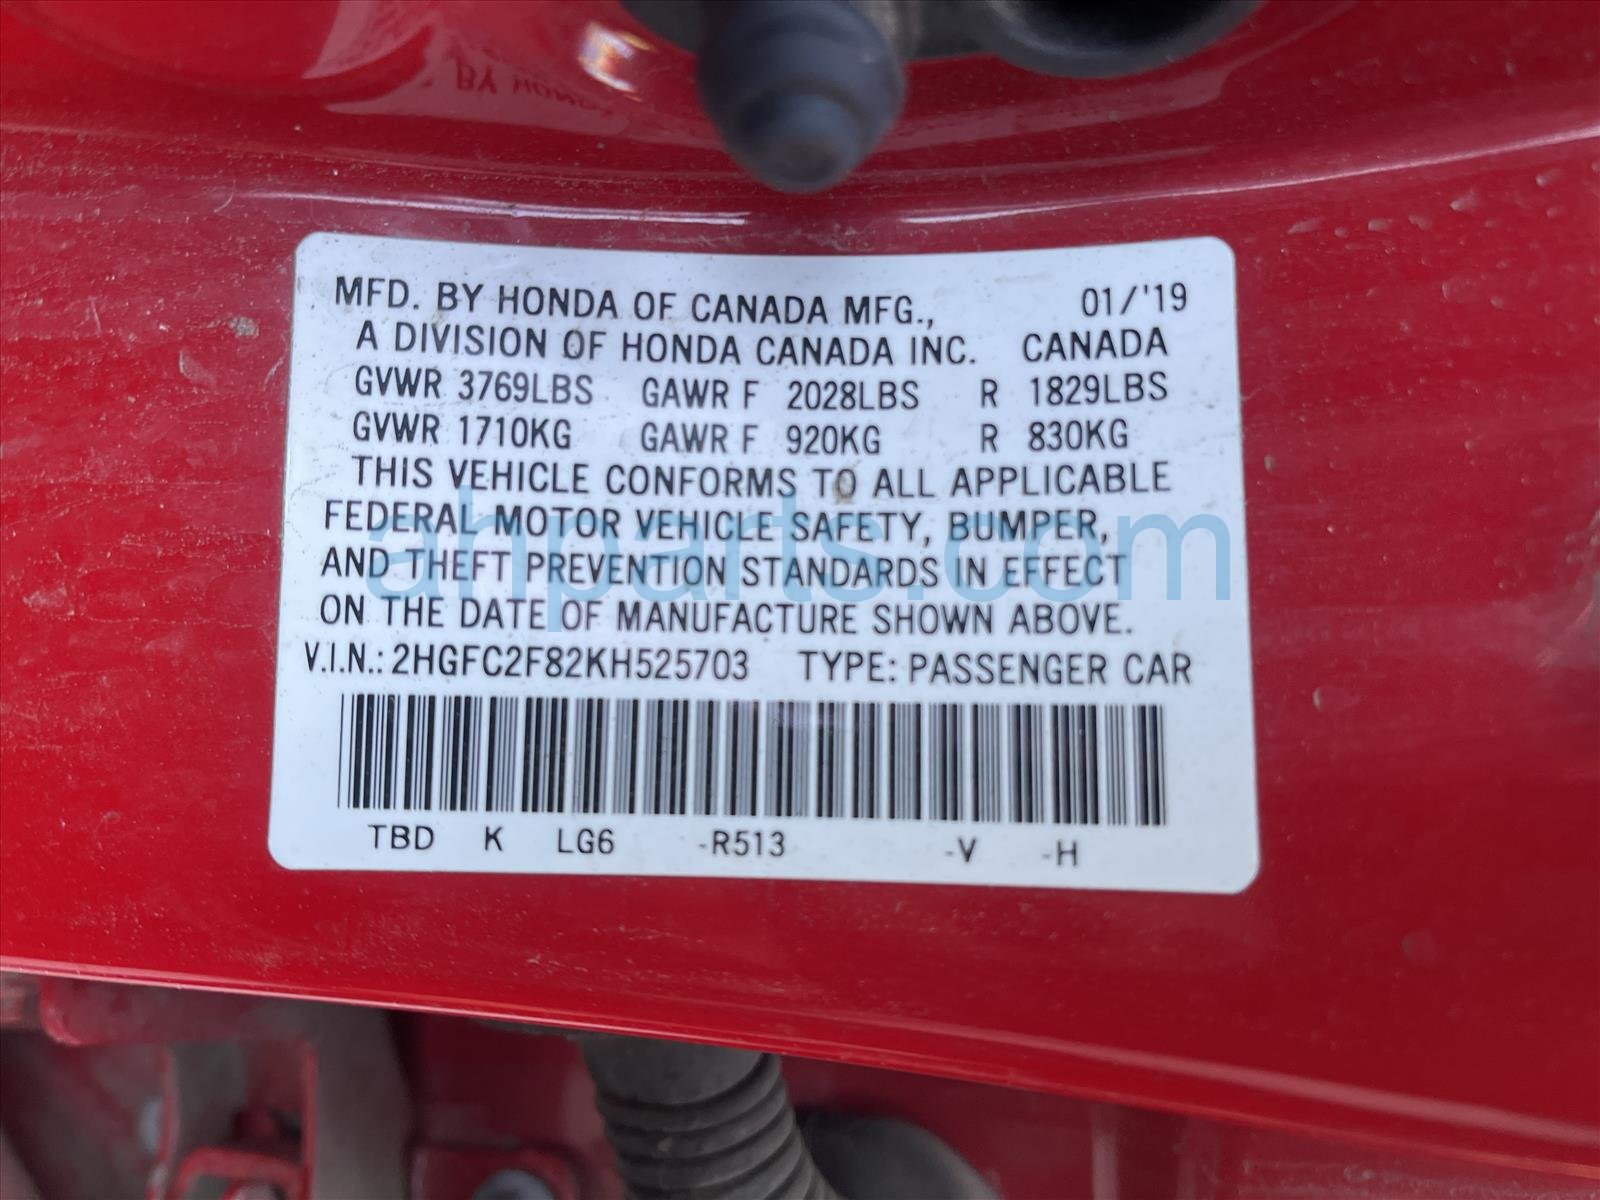 MFD. BY HONDA OF CANADA MFG., 01/'19
A DIVISION OF HONDA CANADA INC. CANADA
GVWR 3769LBS GAWR F 2028LBS R 1829LBS
GVWR 1710KG GAWR F 920KG R 830KG
THIS VEHICLE CONFORMS TO ALL APPLICABLE
FEDERAL MOTOR VEHICLE SAFETY, BUMPER,
AND THEFT PREVENTION STANDARDS IN EFFECT
ON THE DATE OF MANUFACTURE SHOWN ABOVE.
V.I.N.: 2HGFC2F82KH525703 TYPE: PASSENGER CAR
TBD K LG6 -R513 -V -H
ahparts.com